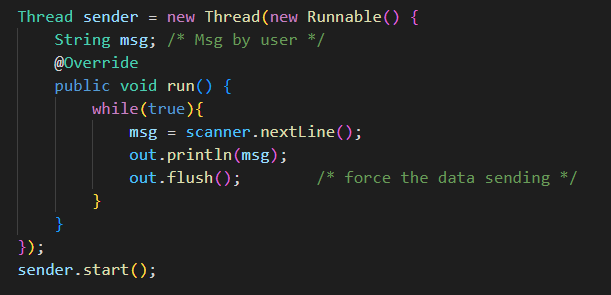 Thread sender = new Thread(new Runnable() {
    String msg; /* Msg by user */
    @Override
    public void run() {
        while(true){
            msg = scanner.nextLine();
            out.println(msg);
            out.flush();        /* force the data sending */
        }
    }
});
sender.start();